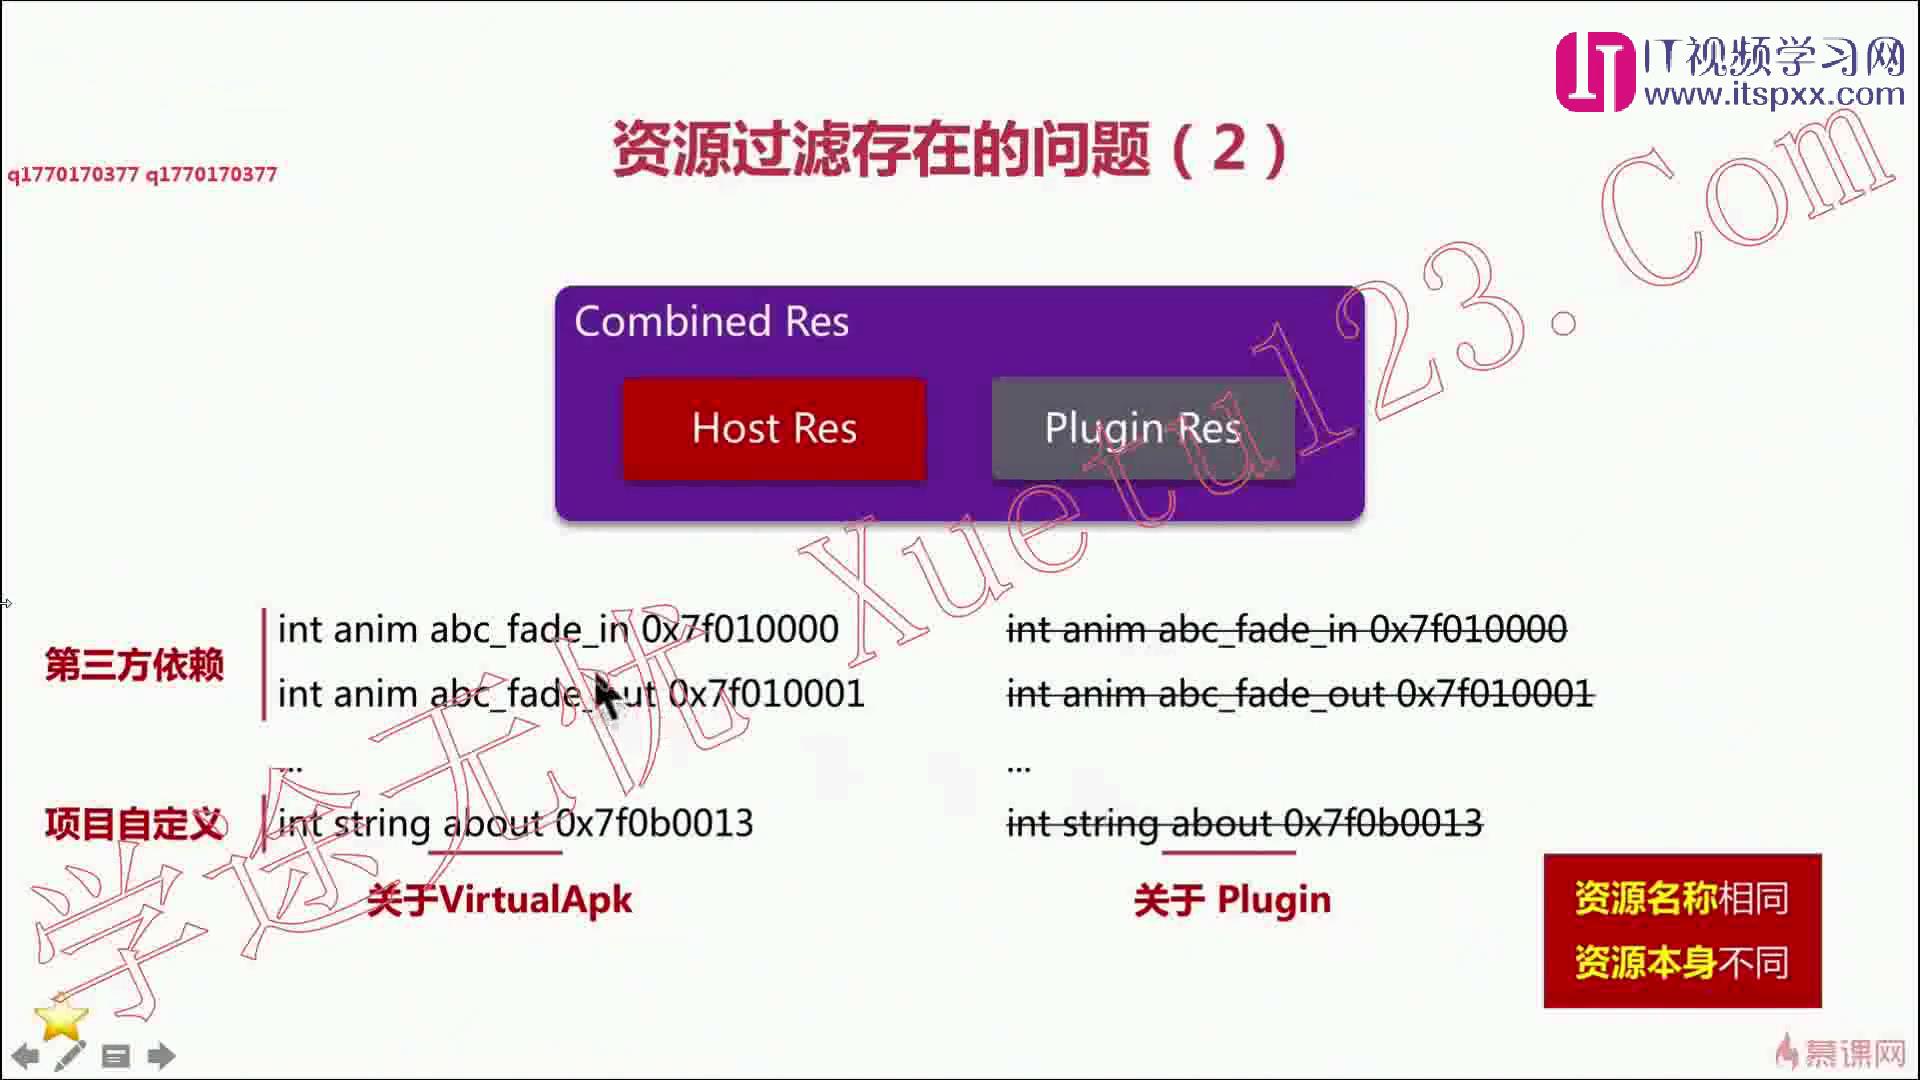 IT视频学习网
www.itspxx.com
资源过滤存在的问题（2）
q1770170377 q1770170377
Combined Res
Host Res
Plugin Res
第三方依赖
int anim abc_fade_in 0x7f010000
int anim abc_fade_out 0x7f010001
...
项目自定义
int string about 0x7f0b0013
关于VirtualApk
int anim abc_fade_in 0x7f010000
int anim abc_fade_out 0x7f010001
...
int string about 0x7f0b0013
关于 Plugin
资源名称相同
资源本身不同
学途无忧 Xuetu123.Com
慕课网